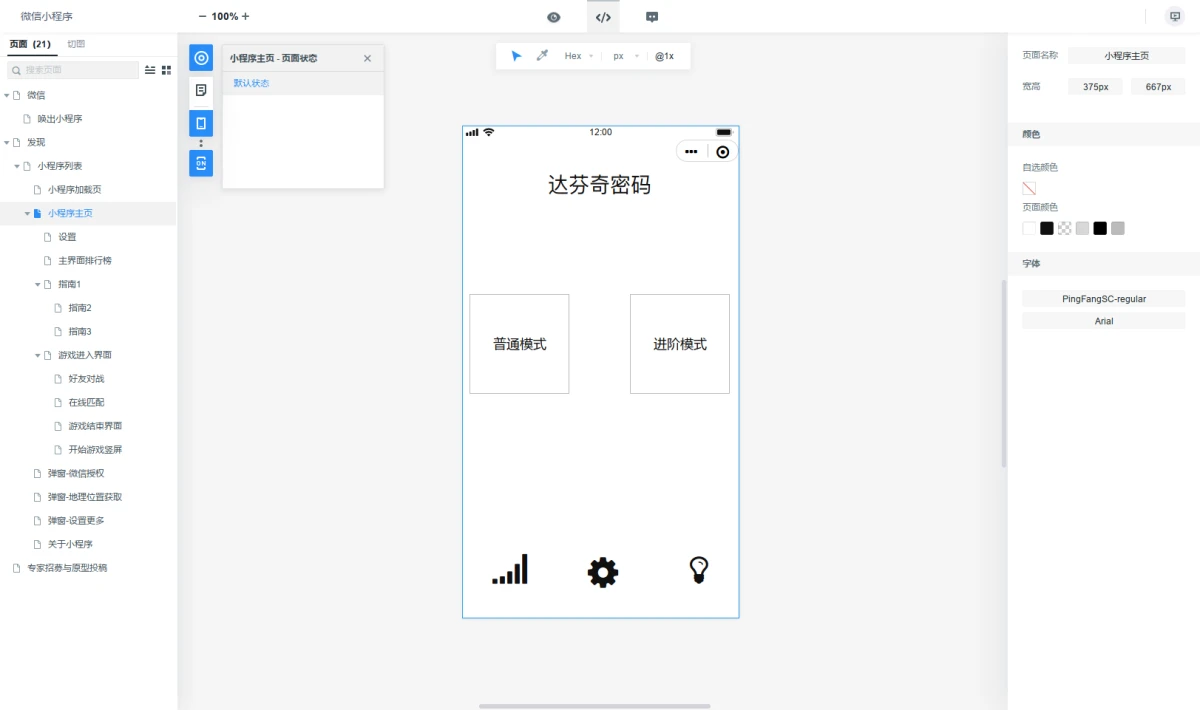 微信小程序
100%
页面 (21)
切图
搜索页面
微信
唤出小程序
发现
小程序列表
小程序加载页
小程序主页
设置
主界面排行榜
指南1
指南2
指南3
游戏进入界面
好友对战
在线匹配
游戏结束界面
开始游戏竖屏
弹窗-微信授权
弹窗-地理位置获取
弹窗-设置更多
关于小程序
专家招募与原型投稿
小程序主页 - 页面状态
默认状态
ON
Hex
px
@1x
12:00
达芬奇密码
普通模式
进阶模式
页面名称
小程序主页
宽高
375px
667px
颜色
自选颜色
页面颜色
字体
PingFangSC-regular
Arial